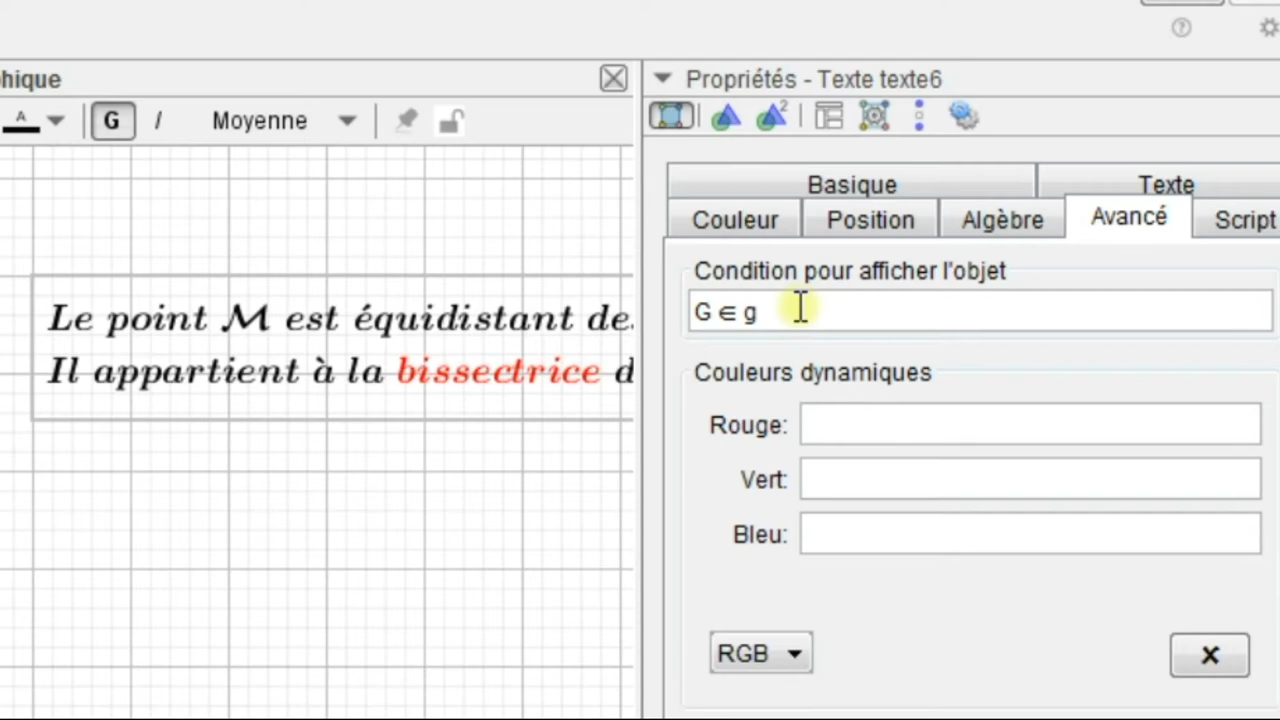 hique
A
G
I
Moyenne
Le point M est équidistant de
Il appartient à la bissectrice d
Propriétés - Texte texte6
2
Basique
Texte
Couleur
Position
Algèbre
Avancé
Script
Condition pour afficher l'objet
G ∈ g
Couleurs dynamiques
Rouge:
Vert:
Bleu:
RGB